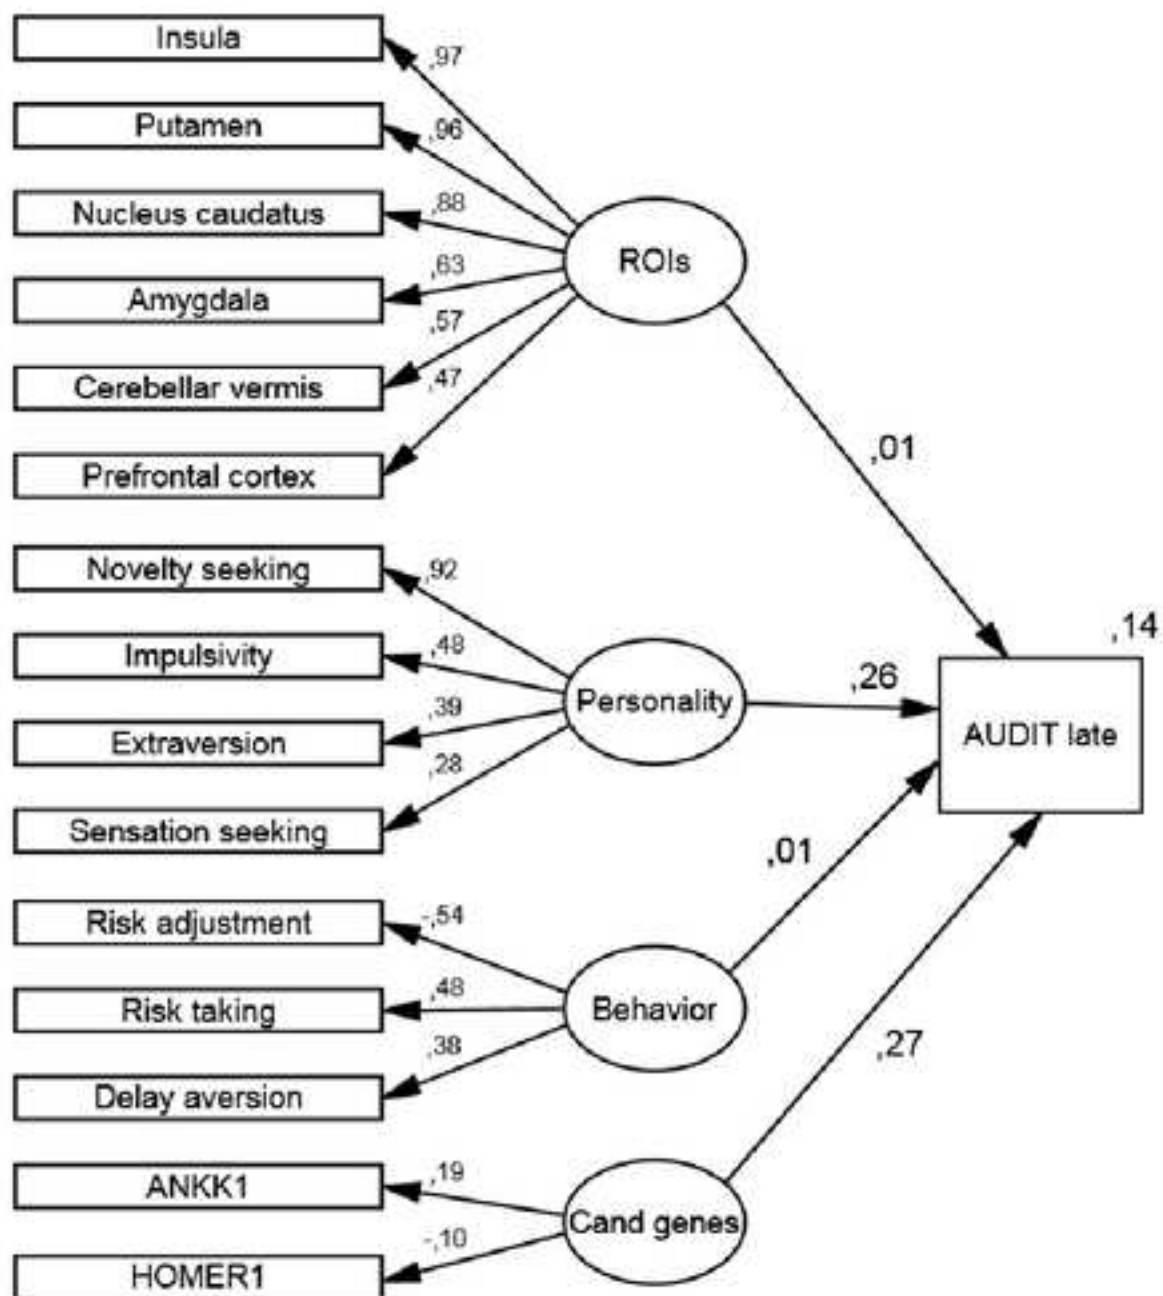 Insula
,97
Putamen
,96
Nucleus caudatus
,88
ROIs
Amygdala
,63
Cerebellar vermis
,57
Prefrontal cortex
,47
,01
Novelty seeking
,92
Impulsivity
,48
Personality
,26
,14
AUDIT late
Extraversion
,39
Sensation seeking
,28
Risk adjustment
-,54
,01
Risk taking
,48
Behavior
Delay aversion
,38
,27
ANKK1
,19
Cand genes
HOMER1
-,10